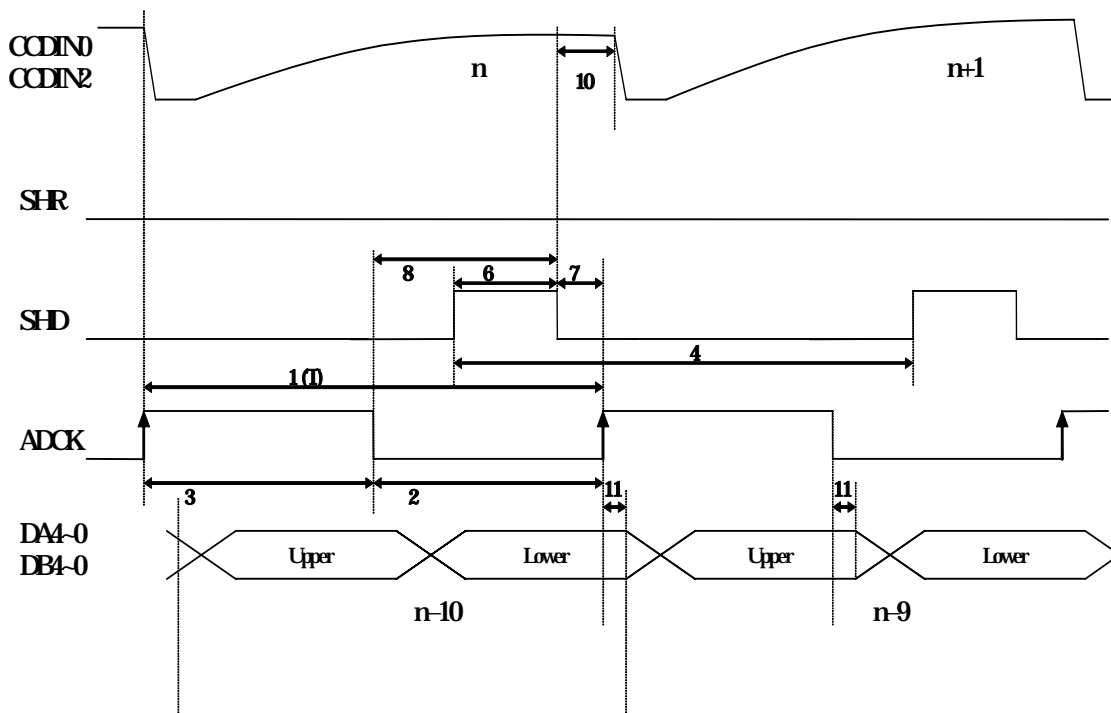 CCDIN0
CCDIN2
n
10
n+1
SHR
8
6
7
SHD
4
1 (T)
ADCK
3
2
11
11
DA4~0
DB4~0
Upper
Lower
Upper
Lower
n-10
n-9